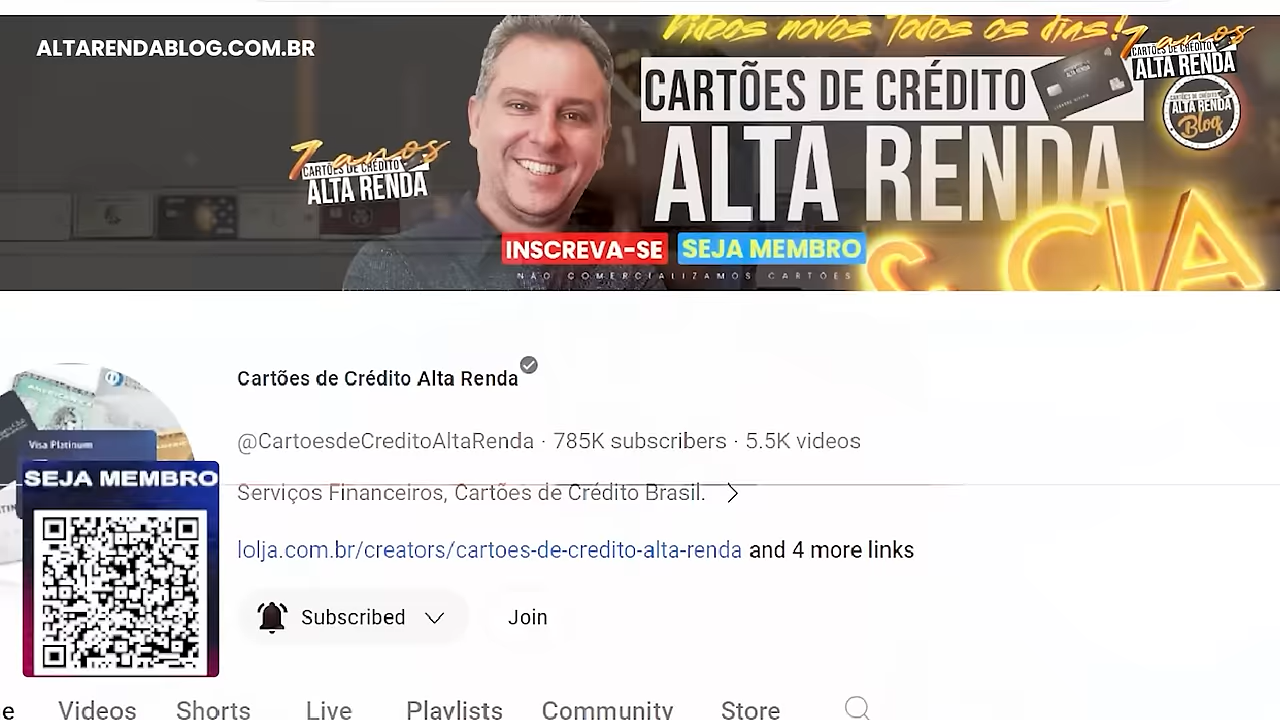 Vídeos novos Todos os dias!
ALTARENDABLOG.COM.BR
7 anos
CARTÕES DE CRÉDITO
ALTA RENDA
CARTÕES DE CRÉDITO
ALTA RENDA
& CIA
7 anos
CARTÕES DE CRÉDITO
ALTA RENDA
CARTÕES DE CRÉDITO
ALTA RENDA
Blog
INSCREVA-SE
SEJA MEMBRO
NÃO COMERCIALIZAMOS CARTÕES
Cartões de Crédito Alta Renda
@CartoesdeCreditoAltaRenda · 785K subscribers · 5.5K videos
Visa Platinum
SEJA MEMBRO
Serviços Financeiros, Cartões de Crédito Brasil.
lolja.com.br/creators/cartoes-de-credito-alta-renda and 4 more links
Subscribed
Join
e Videos Shorts Live Playlists Community Store